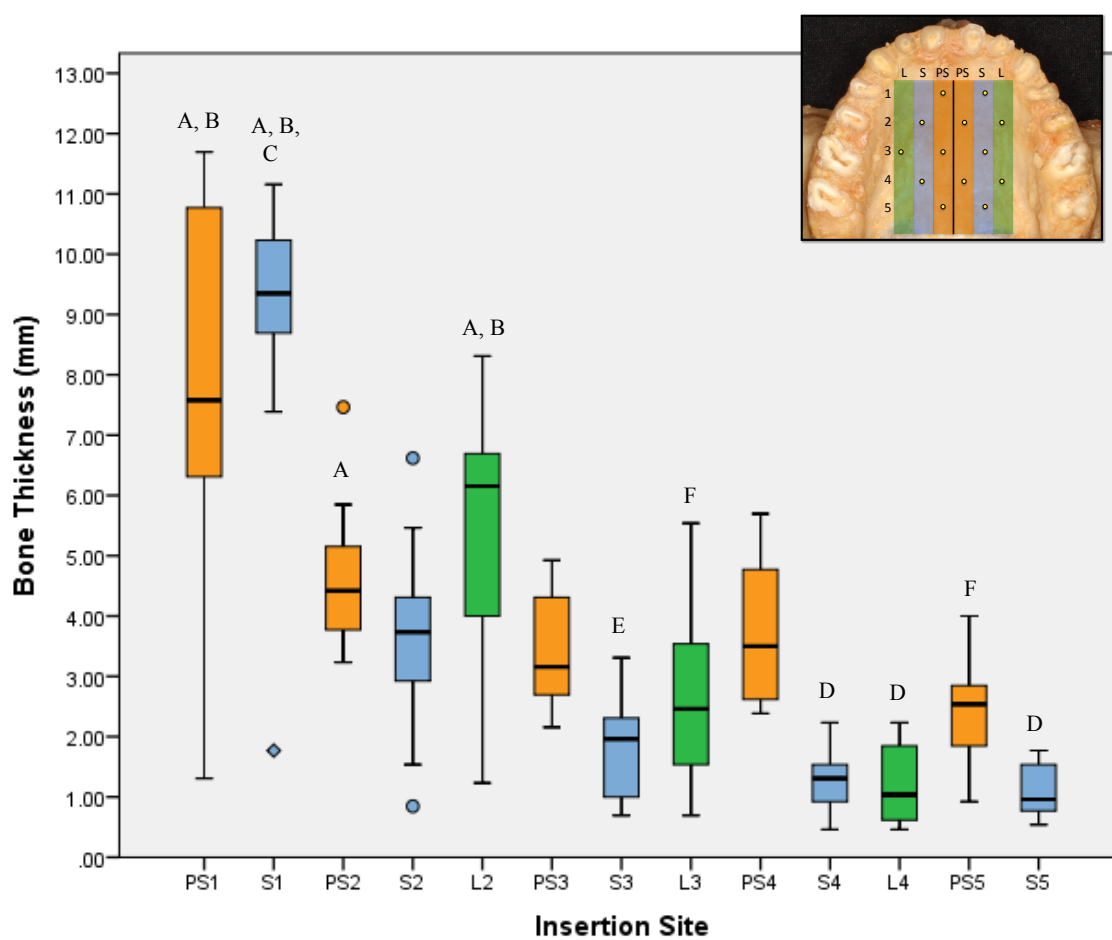 L S PS PS S L
1
2
3
4
5
13.00
12.00
11.00
10.00
9.00
8.00
7.00
6.00
5.00
4.00
3.00
2.00
1.00
.00
Bone Thickness (mm)
A, B
A, B,
C
A
A, B
E
F
D
D
F
D
PS1 S1 PS2 S2 L2 PS3 S3 L3 PS4 S4 L4 PS5 S5
Insertion Site